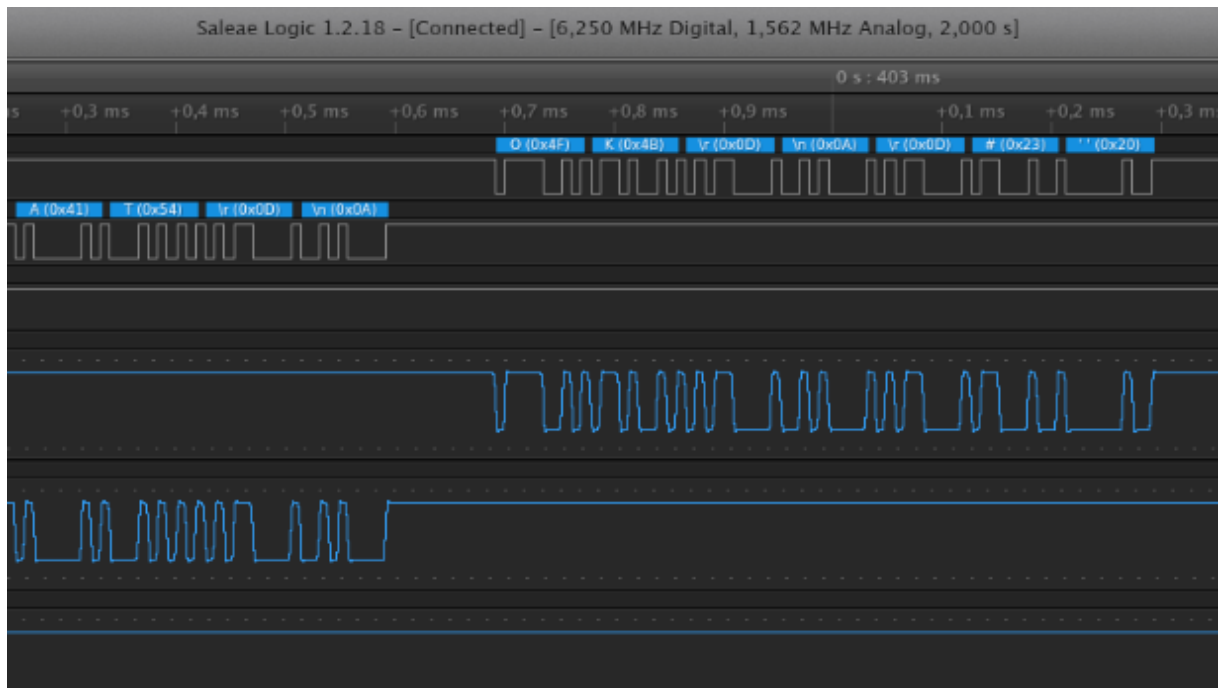 Saleae Logic 1.2.18 – [Connected] – [6,250 MHz Digital, 1,562 MHz Analog, 2,000 s]
0 s : 403 ms
+0,3 ms +0,4 ms +0,5 ms +0,6 ms +0,7 ms +0,8 ms +0,9 ms +0,1 ms +0,2 ms +0,3 m
O (0x4F) K (0x4B) \r (0x0D) \n (0x0A) \r (0x0D) # (0x23) ' ' (0x20)
A (0x41) T (0x54) \r (0x0D) \n (0x0A)